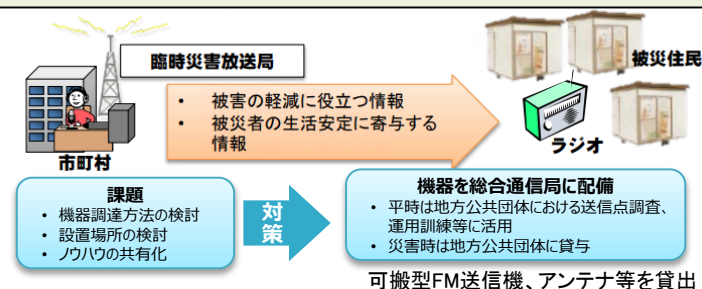 臨時災害放送局
・ 被害の軽減に役立つ情報
・ 被災者の生活安定に寄与する
情報
市町村
被災住民
ラジオ
課題
・ 機器調達方法の検討
・ 設置場所の検討
・ ノウハウの共有化
対
策
機器を総合通信局に配備
・ 平時は地方公共団体における送信点調査、
運用訓練等に活用
・ 災害時は地方公共団体に貸与
可搬型FM送信機、アンテナ等を貸出